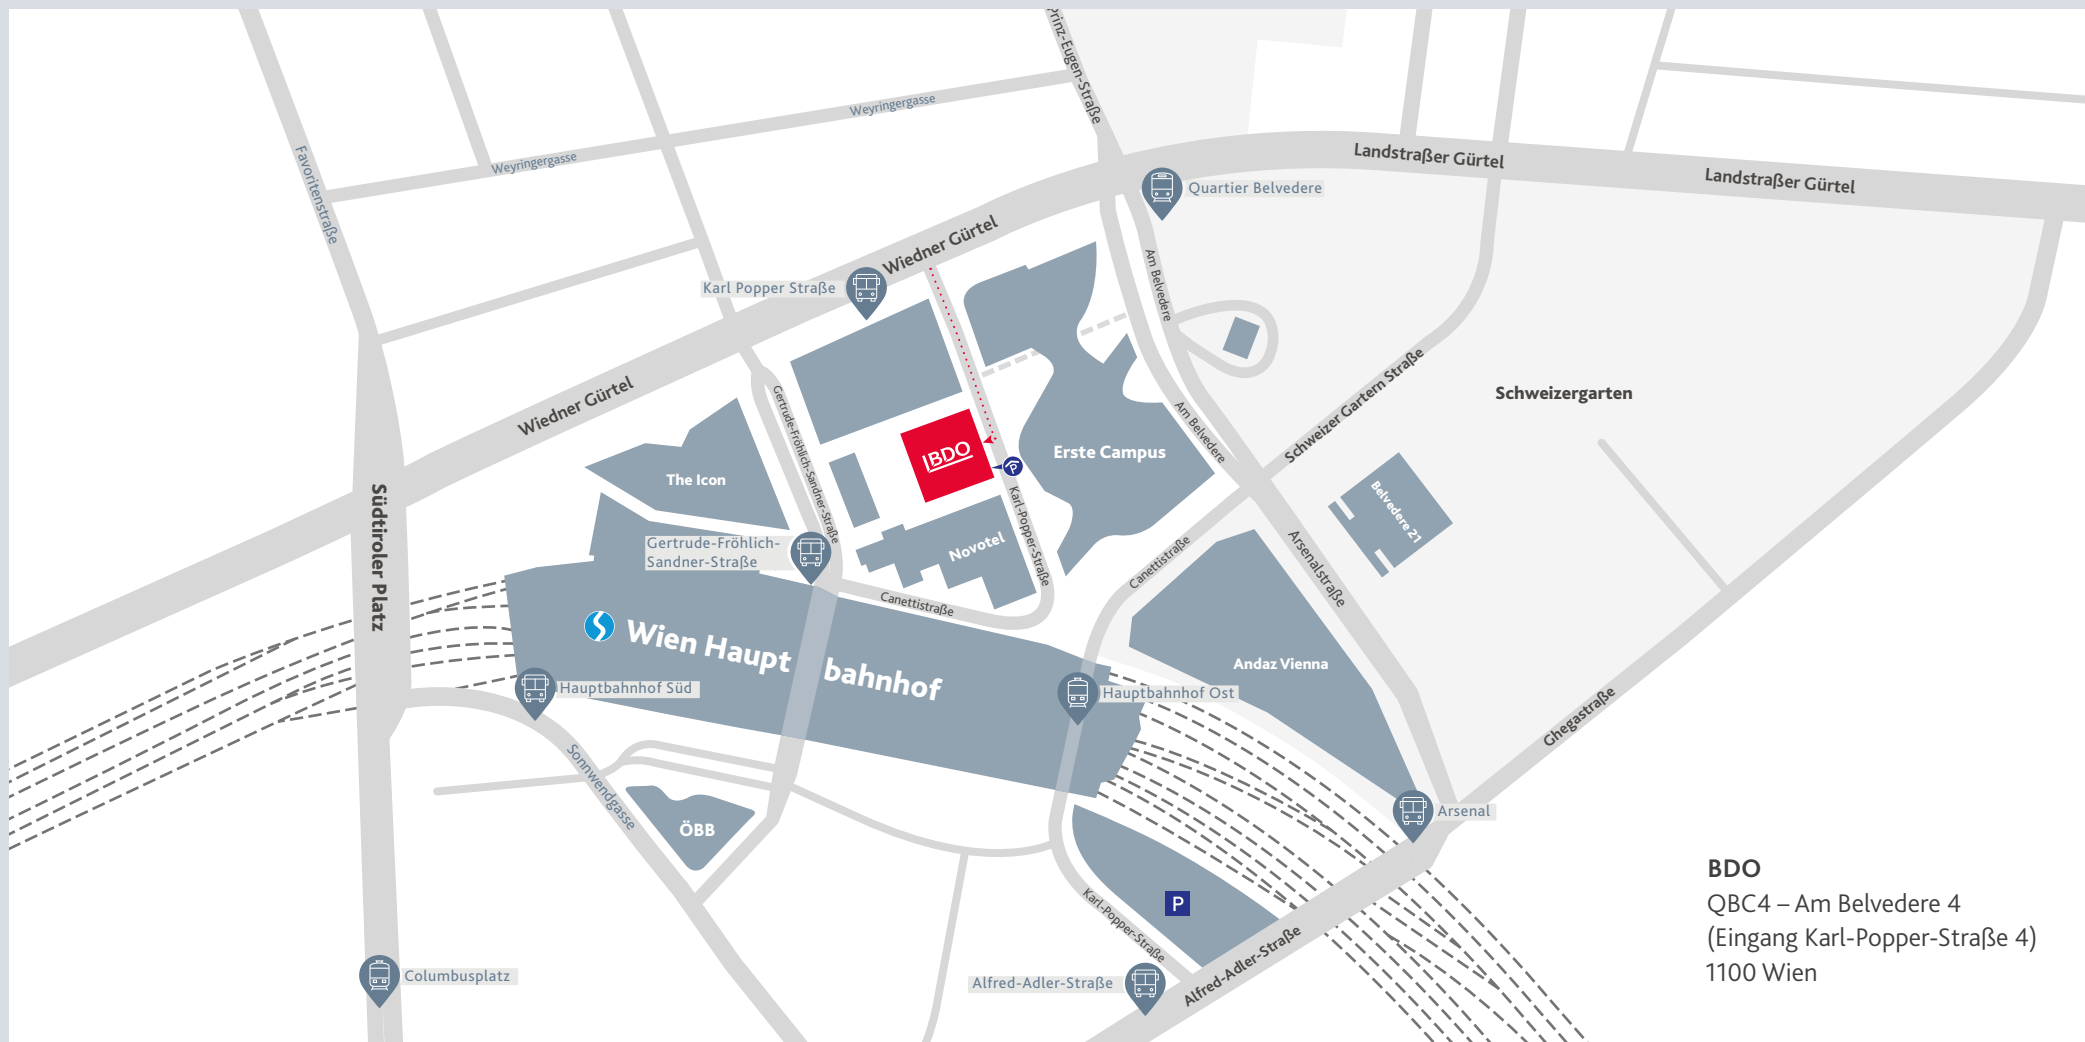 Prinz-Eugen-Straße
Weyringergasse
Weyringergasse
Favoritenstraße
Landstraßer Gürtel
Landstraßer Gürtel
Quartier Belvedere
Wiedner Gürtel
Am Belvedere
Karl Popper Straße
Wiedner Gürtel
Schweizer Gartern Straße
Schweizergarten
Gertrude-Fröhlich-Sandner-Straße
Am Belvedere
BDO
Erste Campus
P
The Icon
Südtiroler Platz
Karl-Popper-Straße
Belvedere 21
Novotel
Gertrude-Fröhlich-
Sandner-Straße
Canettistraße
Arsenalstraße
Canettistraße
Wien Haupt bahnhof
Andaz Vienna
Hauptbahnhof Süd
Hauptbahnhof Ost
Ghegastraße
Sonnwendgasse
ÖBB
Arsenal
P
Karl-Popper-Straße
Alfred-Adler-Straße
Columbusplatz
Alfred-Adler-Straße
BDO
QBC4 – Am Belvedere 4
(Eingang Karl-Popper-Straße 4)
1100 Wien